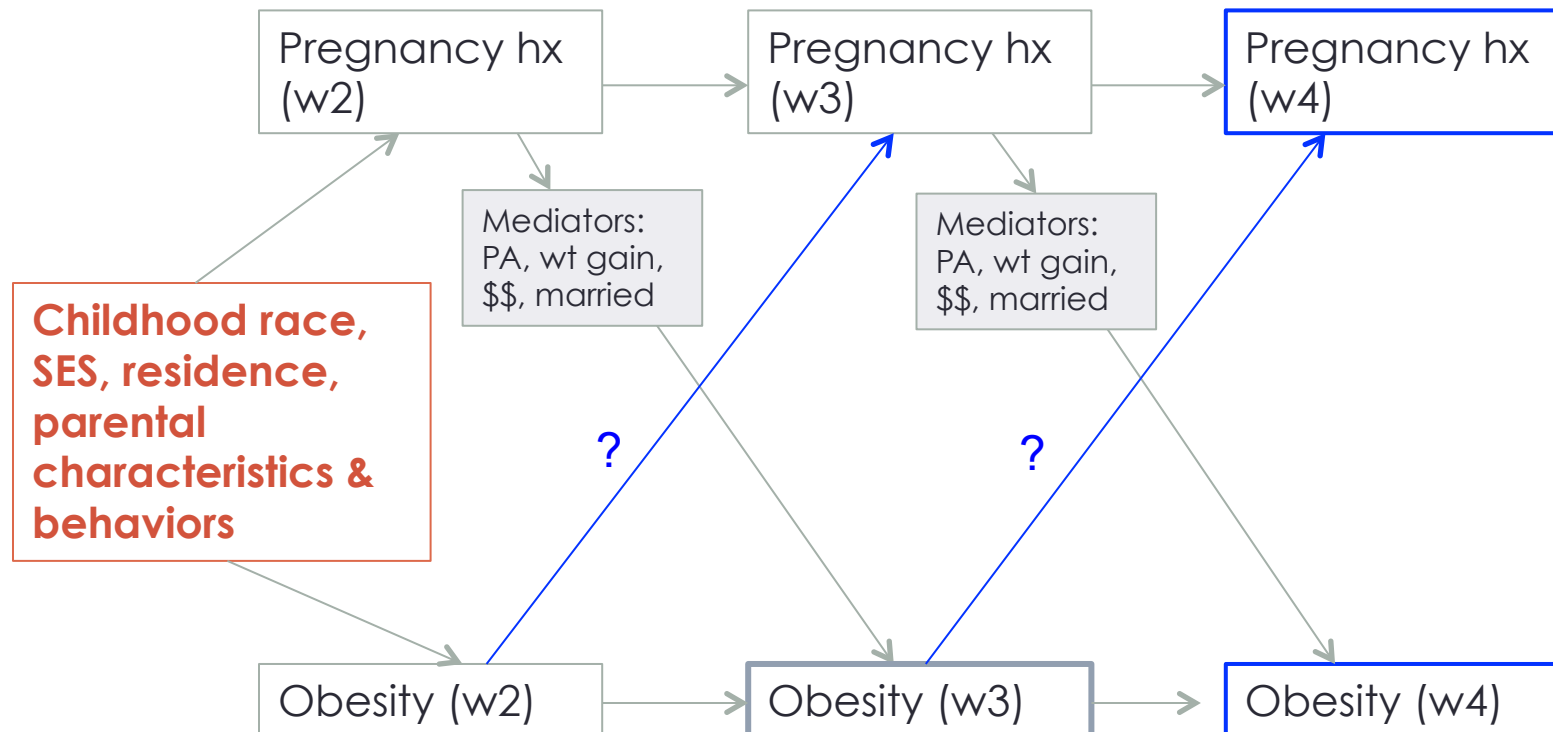 Pregnancy hx
(w2)
Pregnancy hx
(w3)
Pregnancy hx
(w4)
Mediators:
PA, wt gain,
$$, married
Mediators:
PA, wt gain,
$$, married
Childhood race,
SES, residence,
parental
characteristics &
behaviors
?
?
Obesity (w2)
Obesity (w3)
Obesity (w4)